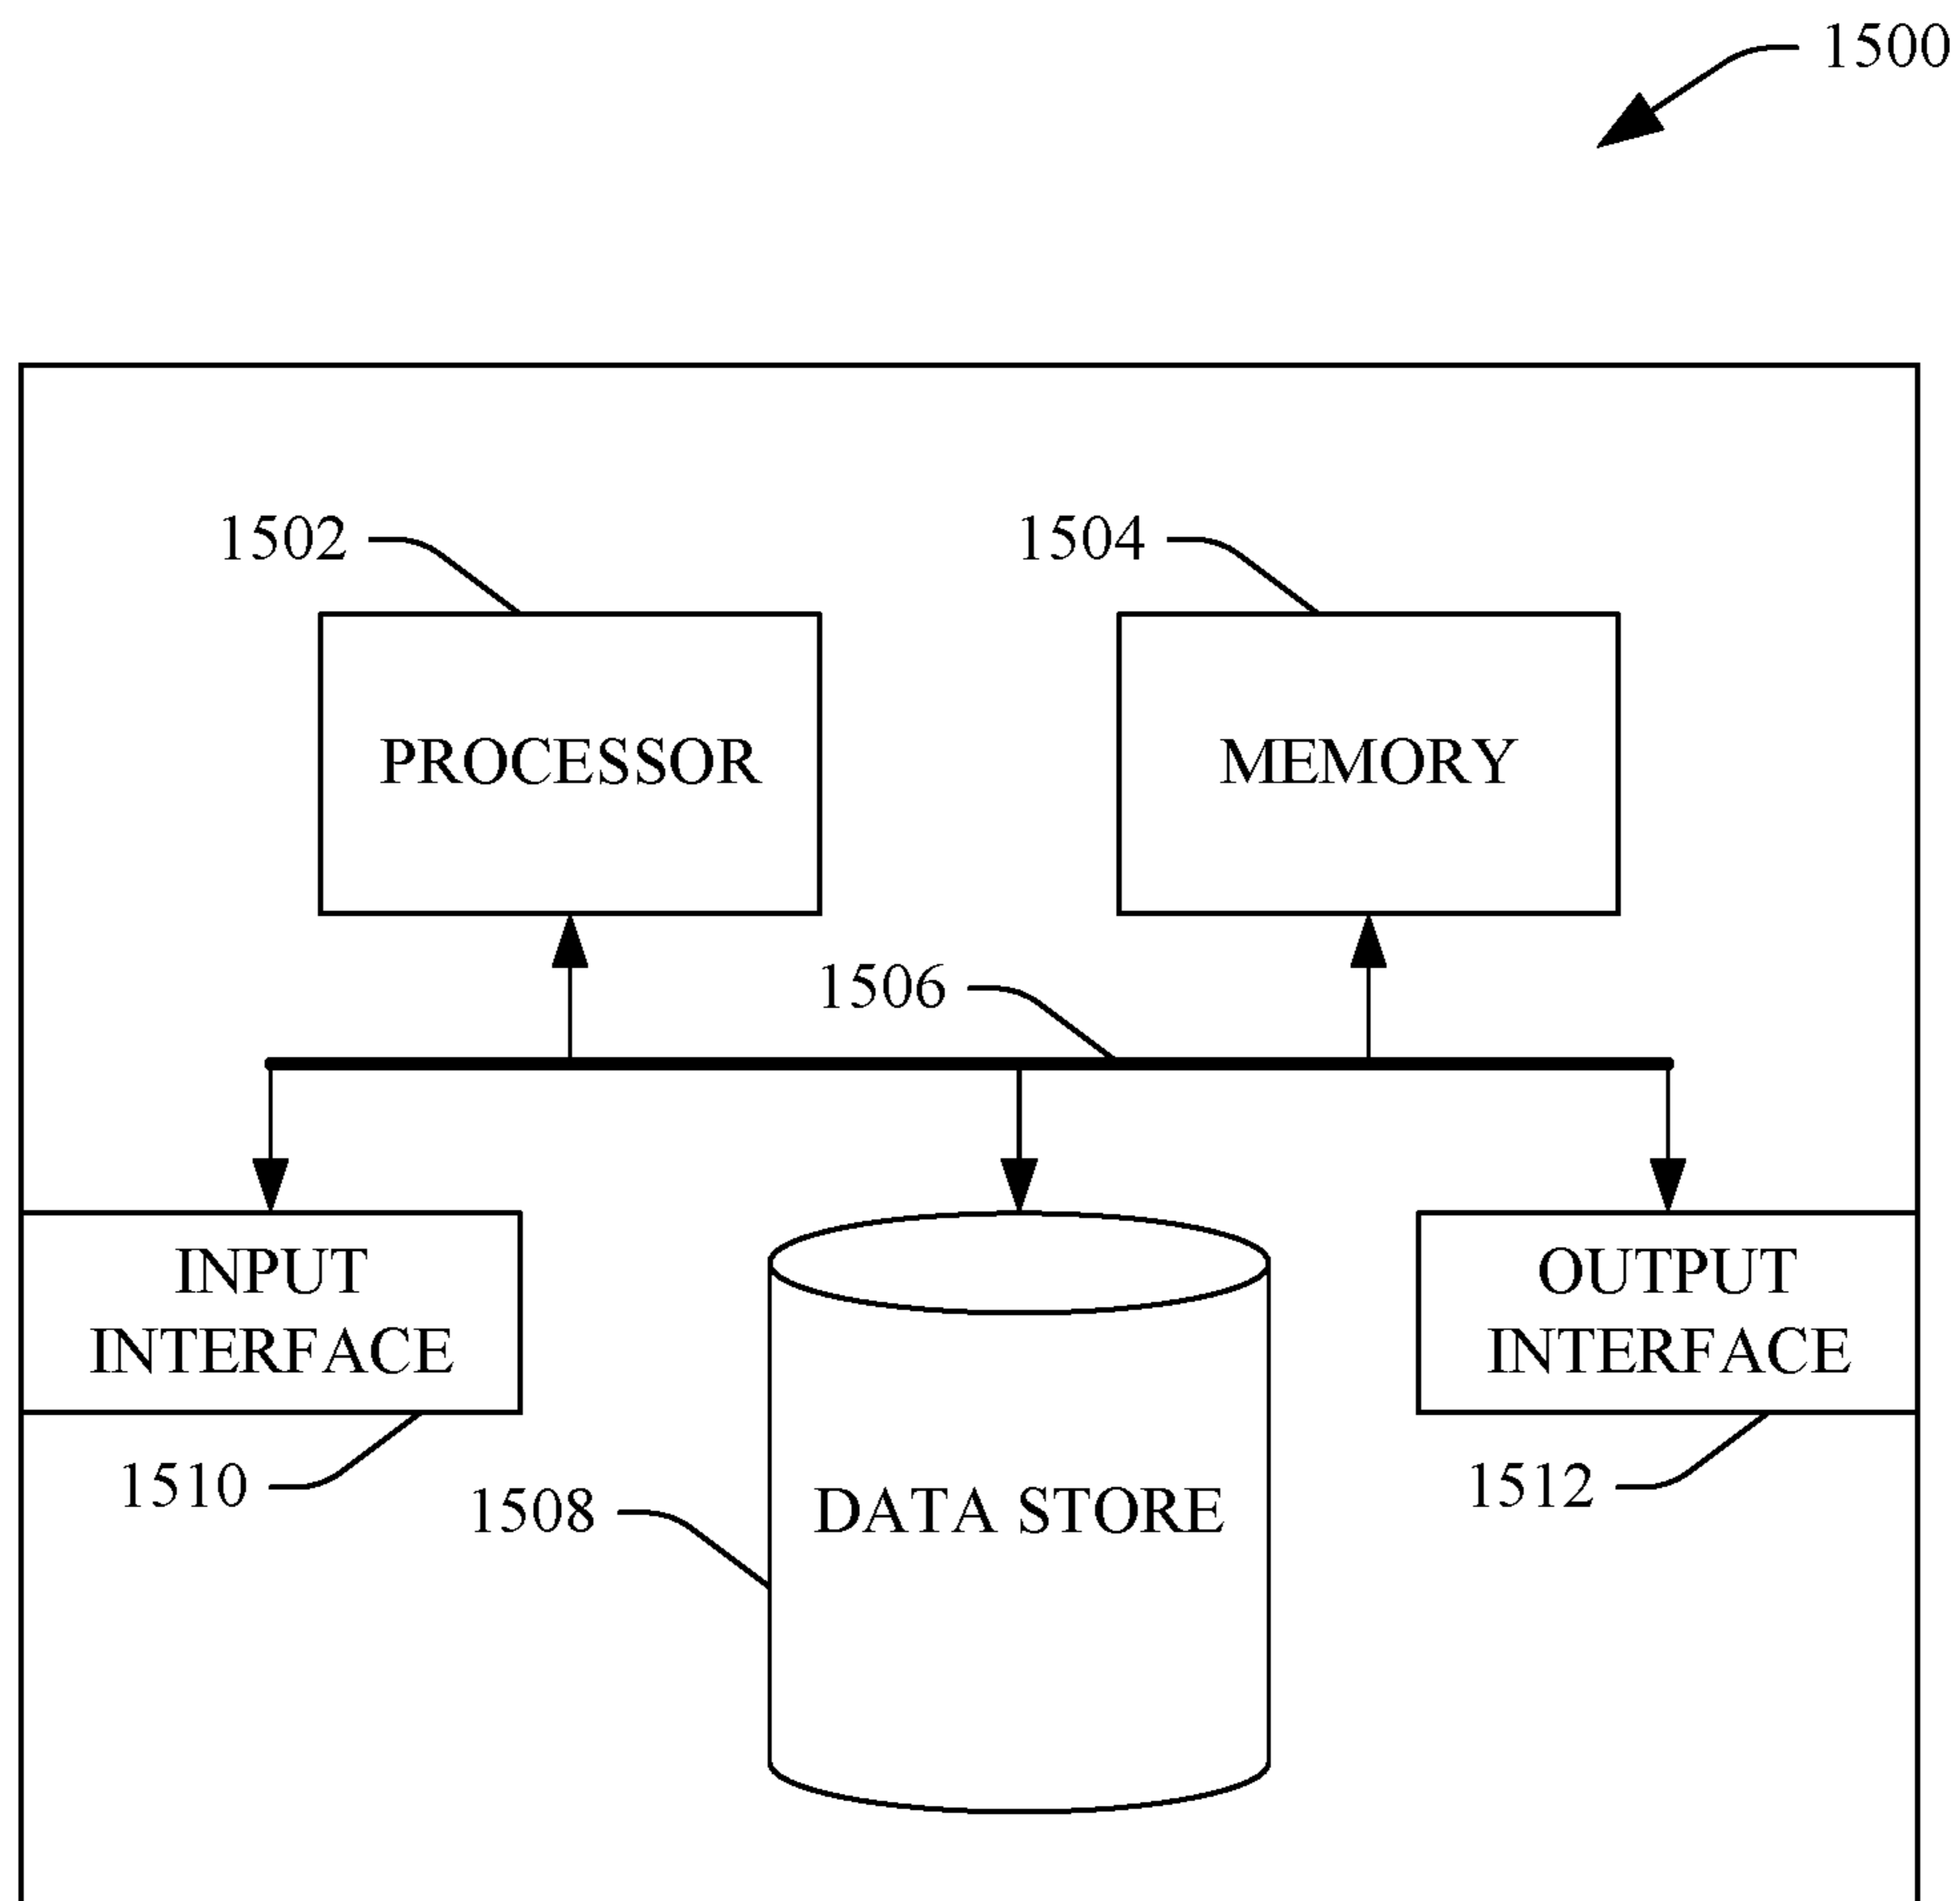 1500
1502
1504
PROCESSOR
MEMORY
1506
INPUT
INTERFACE
OUTPUT
INTERFACE
1510
1508
DATA STORE
1512